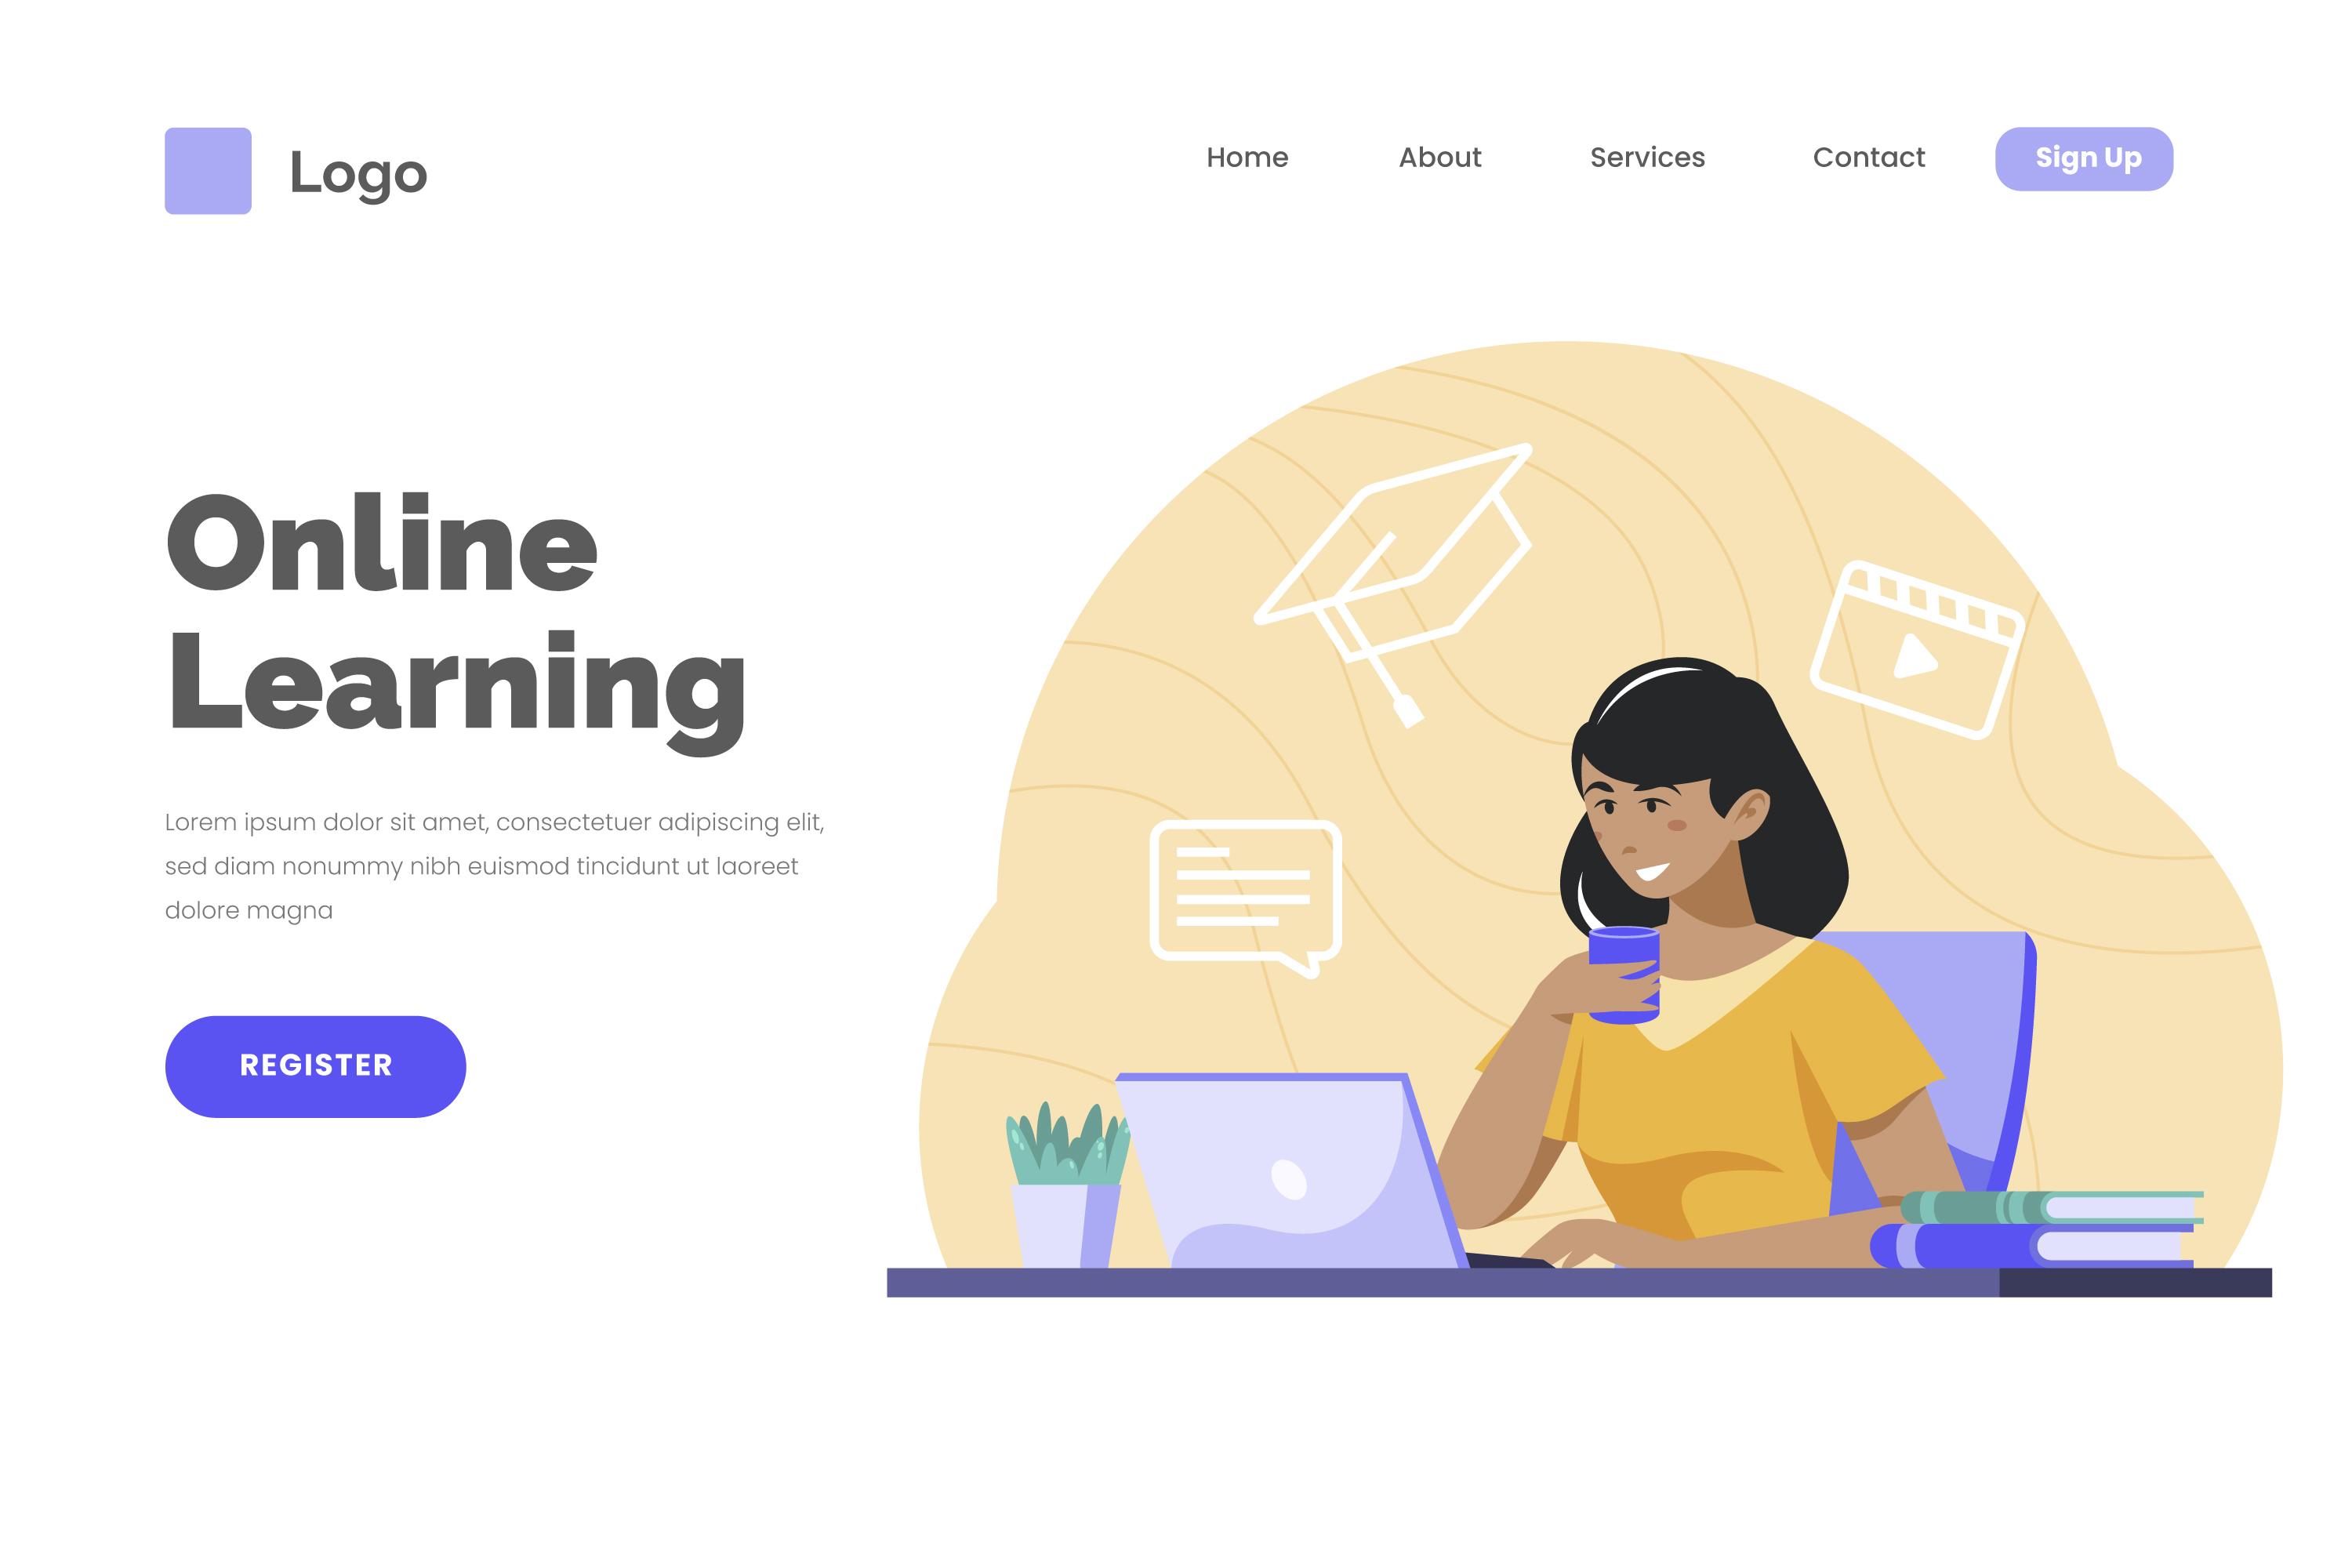 Logo
Home About Services Contact Sign Up
Online
Learning
Lorem ipsum dolor sit amet, consectetuer adipiscing elit,
sed diam nonummy nibh euismod tincidunt ut laoreet
dolore magna
REGISTER